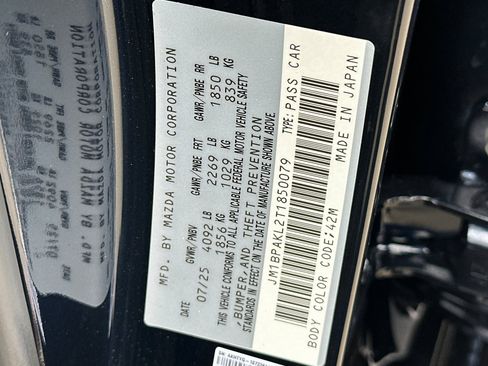 MFD. BY MAZDA MOTOR CORPORATION
DATE GVWR/PNBV GAWR/PNBE FRT GAWR/PNBE RR
07/25 4092 LB 2269 LB 1850 LB
1856 KG 1029 KG 839 KG
THIS VEHICLE CONFORMS TO ALL APPLICABLE FEDERAL MOTOR VEHICLE SAFETY
/BUMPER/AND THEFT PREVENTION
STANDARDS IN EFFECT ON THE DATE OF MANUFACTURE SHOWN ABOVE
JM1BPAKL2T1850079 TYPE: PASS CAR
BODY COLOR CODE:42M MADE IN JAPAN